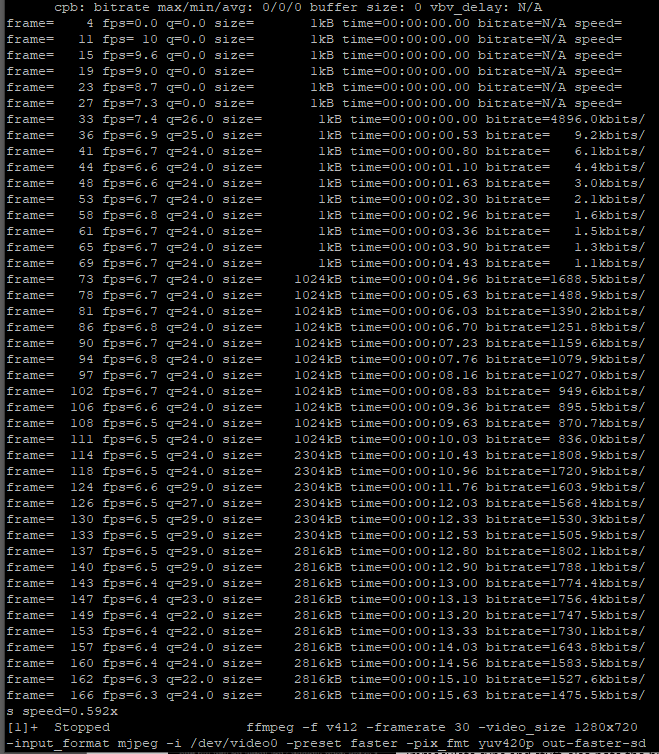 cpb: bitrate max/min/avg: 0/0/0 buffer size: 0 vbv_delay: N/A
frame=    4 fps=0.0 q=0.0 size=       1kB time=00:00:00.00 bitrate=N/A speed=
frame=   11 fps= 10 q=0.0 size=       1kB time=00:00:00.00 bitrate=N/A speed=
frame=   15 fps=9.6 q=0.0 size=       1kB time=00:00:00.00 bitrate=N/A speed=
frame=   19 fps=9.0 q=0.0 size=       1kB time=00:00:00.00 bitrate=N/A speed=
frame=   23 fps=8.7 q=0.0 size=       1kB time=00:00:00.00 bitrate=N/A speed=
frame=   27 fps=7.3 q=0.0 size=       1kB time=00:00:00.00 bitrate=N/A speed=
frame=   33 fps=7.4 q=26.0 size=       1kB time=00:00:00.00 bitrate=4896.0kbits/
frame=   36 fps=6.9 q=25.0 size=       1kB time=00:00:00.53 bitrate=   9.2kbits/
frame=   41 fps=6.7 q=24.0 size=       1kB time=00:00:00.80 bitrate=   6.1kbits/
frame=   44 fps=6.6 q=24.0 size=       1kB time=00:00:01.10 bitrate=   4.4kbits/
frame=   48 fps=6.6 q=24.0 size=       1kB time=00:00:01.63 bitrate=   3.0kbits/
frame=   53 fps=6.7 q=24.0 size=       1kB time=00:00:02.30 bitrate=   2.1kbits/
frame=   58 fps=6.8 q=24.0 size=       1kB time=00:00:02.96 bitrate=   1.6kbits/
frame=   61 fps=6.7 q=24.0 size=       1kB time=00:00:03.36 bitrate=   1.5kbits/
frame=   65 fps=6.7 q=24.0 size=       1kB time=00:00:03.90 bitrate=   1.3kbits/
frame=   69 fps=6.7 q=24.0 size=       1kB time=00:00:04.43 bitrate=   1.1kbits/
frame=   73 fps=6.7 q=24.0 size=    1024kB time=00:00:04.96 bitrate=1688.5kbits/
frame=   78 fps=6.7 q=24.0 size=    1024kB time=00:00:05.63 bitrate=1488.9kbits/
frame=   81 fps=6.7 q=24.0 size=    1024kB time=00:00:06.03 bitrate=1390.2kbits/
frame=   86 fps=6.8 q=24.0 size=    1024kB time=00:00:06.70 bitrate=1251.8kbits/
frame=   90 fps=6.7 q=24.0 size=    1024kB time=00:00:07.23 bitrate=1159.6kbits/
frame=   94 fps=6.8 q=24.0 size=    1024kB time=00:00:07.76 bitrate=1079.9kbits/
frame=   97 fps=6.7 q=24.0 size=    1024kB time=00:00:08.16 bitrate=1027.0kbits/
frame=  102 fps=6.7 q=24.0 size=    1024kB time=00:00:08.83 bitrate= 949.6kbits/
frame=  106 fps=6.6 q=24.0 size=    1024kB time=00:00:09.36 bitrate= 895.5kbits/
frame=  108 fps=6.5 q=24.0 size=    1024kB time=00:00:09.63 bitrate= 870.7kbits/
frame=  111 fps=6.5 q=24.0 size=    1024kB time=00:00:10.03 bitrate= 836.0kbits/
frame=  114 fps=6.5 q=24.0 size=    2304kB time=00:00:10.43 bitrate=1808.9kbits/
frame=  118 fps=6.5 q=24.0 size=    2304kB time=00:00:10.96 bitrate=1720.9kbits/
frame=  124 fps=6.6 q=29.0 size=    2304kB time=00:00:11.76 bitrate=1603.9kbits/
frame=  126 fps=6.5 q=27.0 size=    2304kB time=00:00:12.03 bitrate=1568.4kbits/
frame=  130 fps=6.5 q=29.0 size=    2304kB time=00:00:12.33 bitrate=1530.3kbits/
frame=  133 fps=6.5 q=29.0 size=    2304kB time=00:00:12.53 bitrate=1505.9kbits/
frame=  137 fps=6.5 q=29.0 size=    2816kB time=00:00:12.80 bitrate=1802.1kbits/
frame=  140 fps=6.5 q=29.0 size=    2816kB time=00:00:12.90 bitrate=1788.1kbits/
frame=  143 fps=6.4 q=29.0 size=    2816kB time=00:00:13.00 bitrate=1774.4kbits/
frame=  147 fps=6.4 q=23.0 size=    2816kB time=00:00:13.13 bitrate=1756.4kbits/
frame=  149 fps=6.4 q=22.0 size=    2816kB time=00:00:13.20 bitrate=1747.5kbits/
frame=  153 fps=6.4 q=22.0 size=    2816kB time=00:00:13.33 bitrate=1730.1kbits/
frame=  157 fps=6.4 q=24.0 size=    2816kB time=00:00:14.03 bitrate=1643.8kbits/
frame=  160 fps=6.4 q=24.0 size=    2816kB time=00:00:14.56 bitrate=1583.5kbits/
frame=  162 fps=6.3 q=22.0 size=    2816kB time=00:00:15.10 bitrate=1527.6kbits/
frame=  166 fps=6.3 q=24.0 size=    2816kB time=00:00:15.63 bitrate=1475.5kbits/
s speed=0.592x
[1]+  Stopped                 ffmpeg -f v4l2 -framerate 30 -video_size 1280x720
-input_format mjpeg -i /dev/video0 -preset faster -pix_fmt yuv420p out-faster-sd